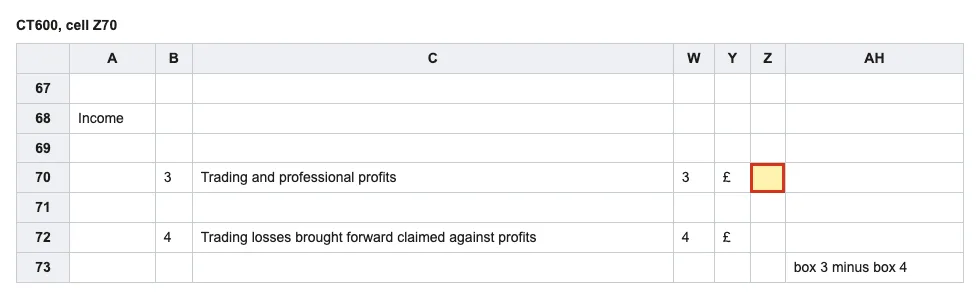 CT600, cell Z70
A B C W Y Z AH
67
68 Income
69
70 3 Trading and professional profits 3 £
71
72 4 Trading losses brought forward claimed against profits 4 £
73 box 3 minus box 4